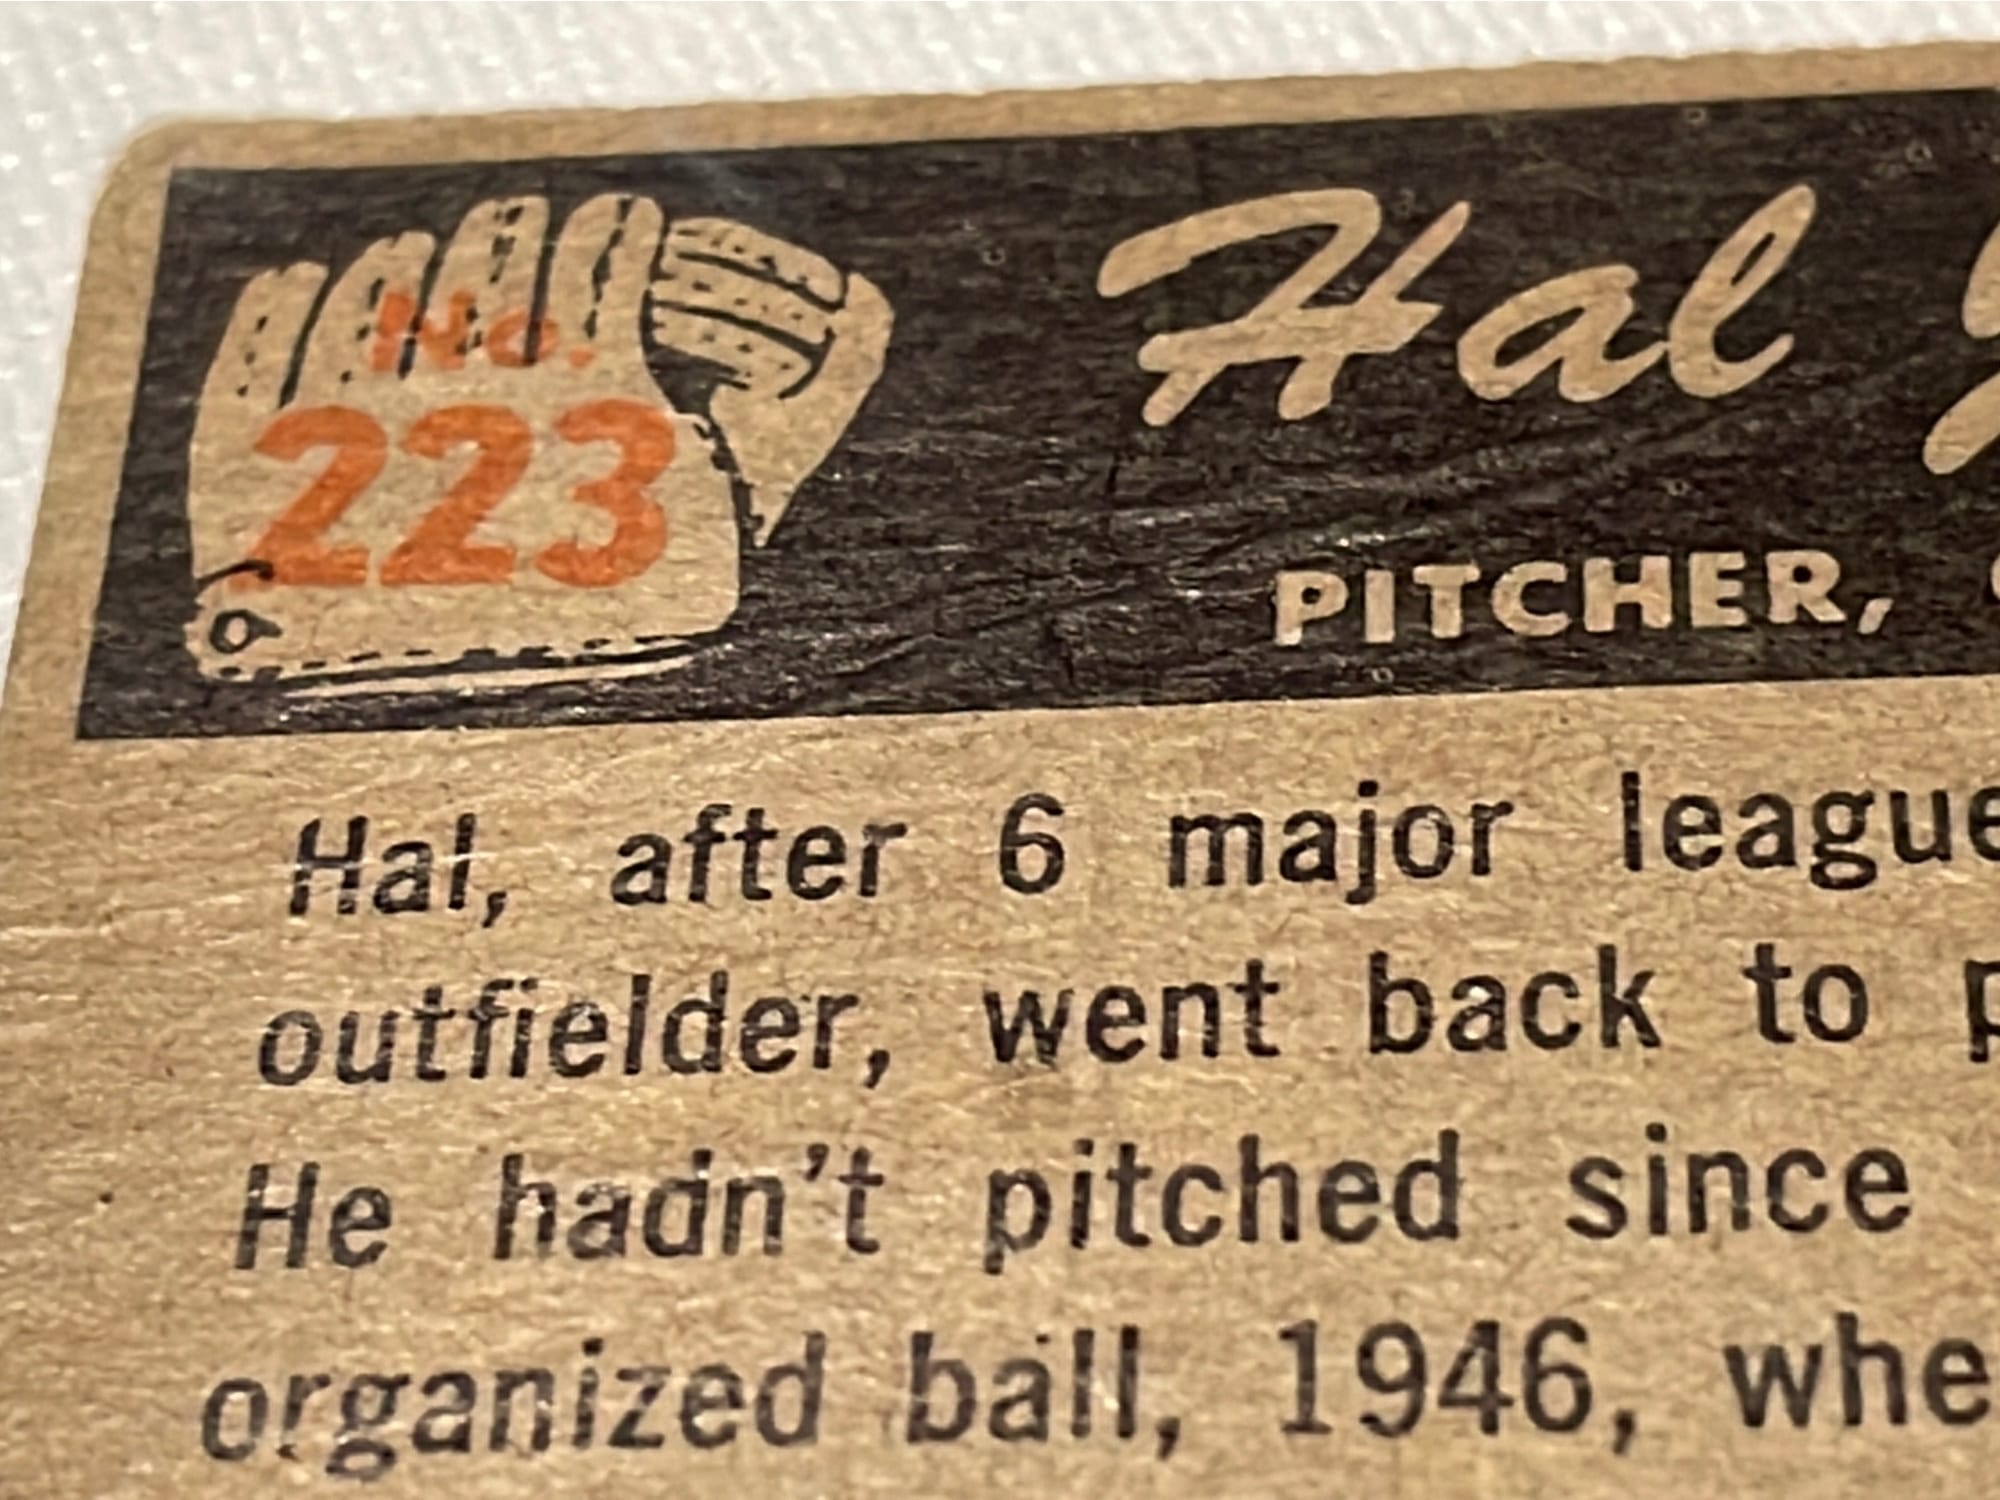 No.
223
Hal
PITCHER,
Hal, after 6 major league
outfielder, went back to
He hadn't pitched since
organized ball, 1946,